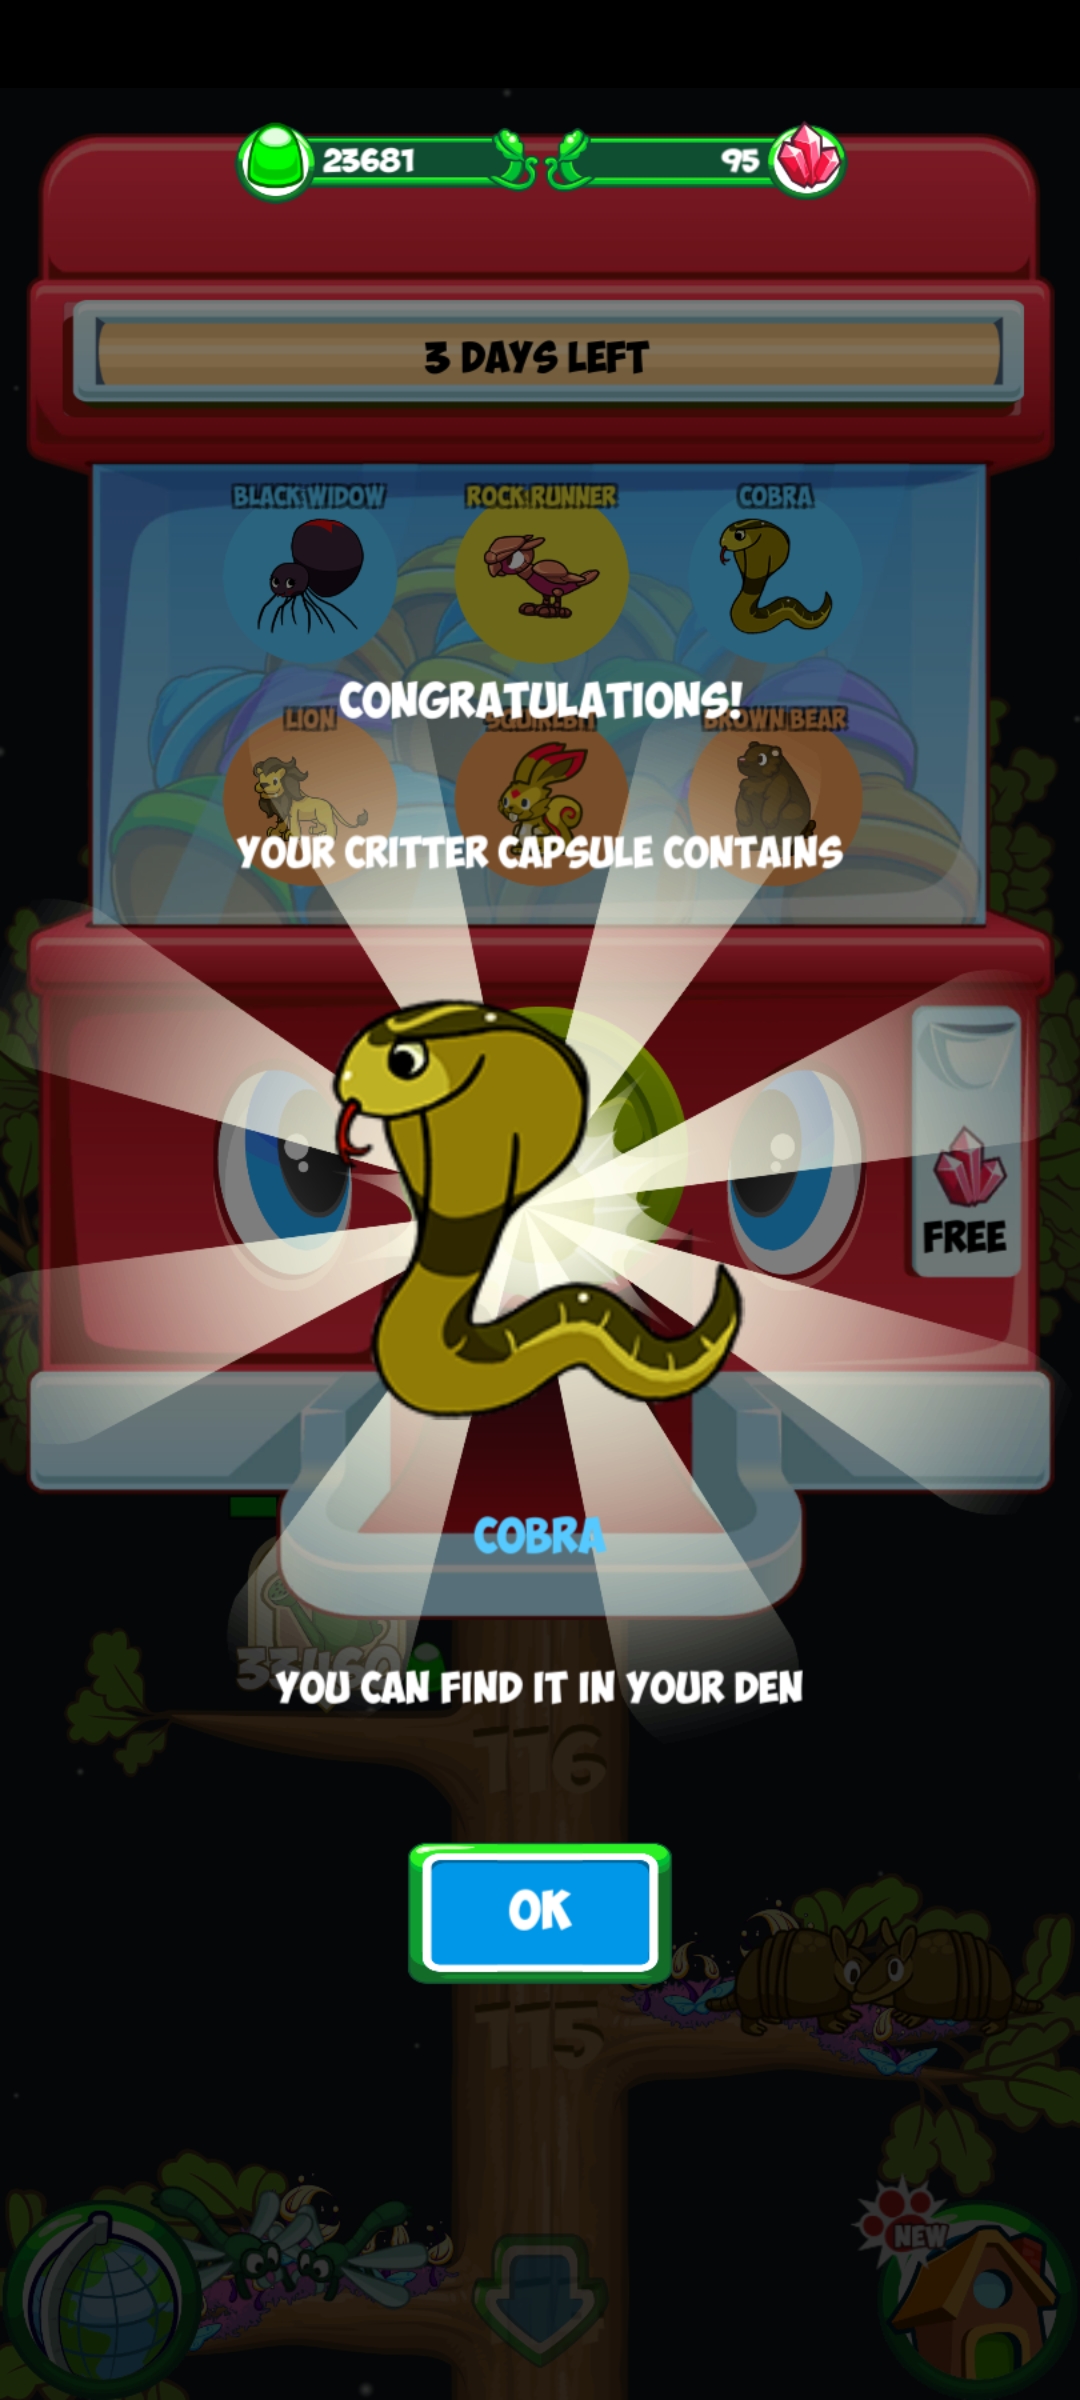 23681
95
3 DAYS LEFT
BLACK WIDOW
ROCK RUNNER
COBRA
CONGRATULATIONS!
LION
BROWN BEAR
YOUR CRITTER CAPSULE CONTAINS
FREE
COBRA
33460
YOU CAN FIND IT IN YOUR DEN
116
OK
115
NEW